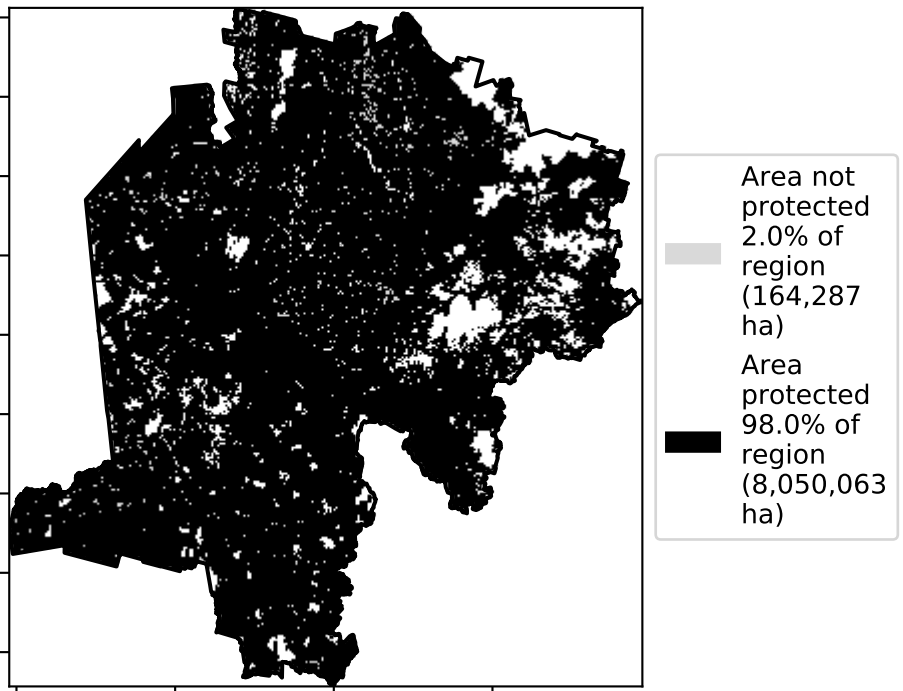 Area not
protected
2.0% of
region
(164,287
ha)
Area
protected
98.0% of
region
(8,050,063
ha)